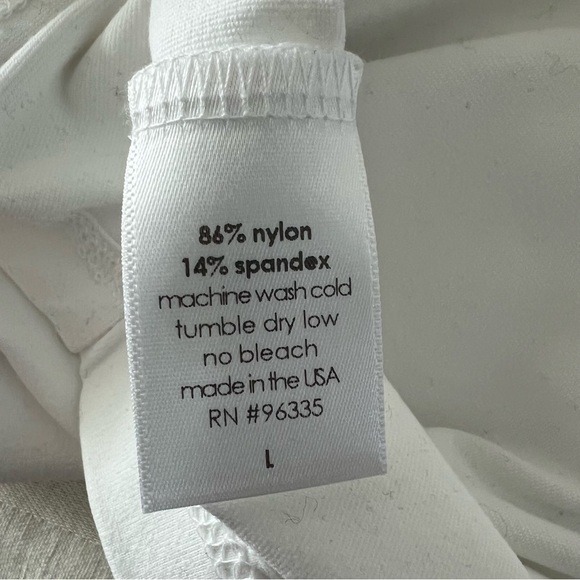 86% nylon
14% spandex
machine wash cold
tumble dry low
no bleach
made in the USA
RN #96335
L